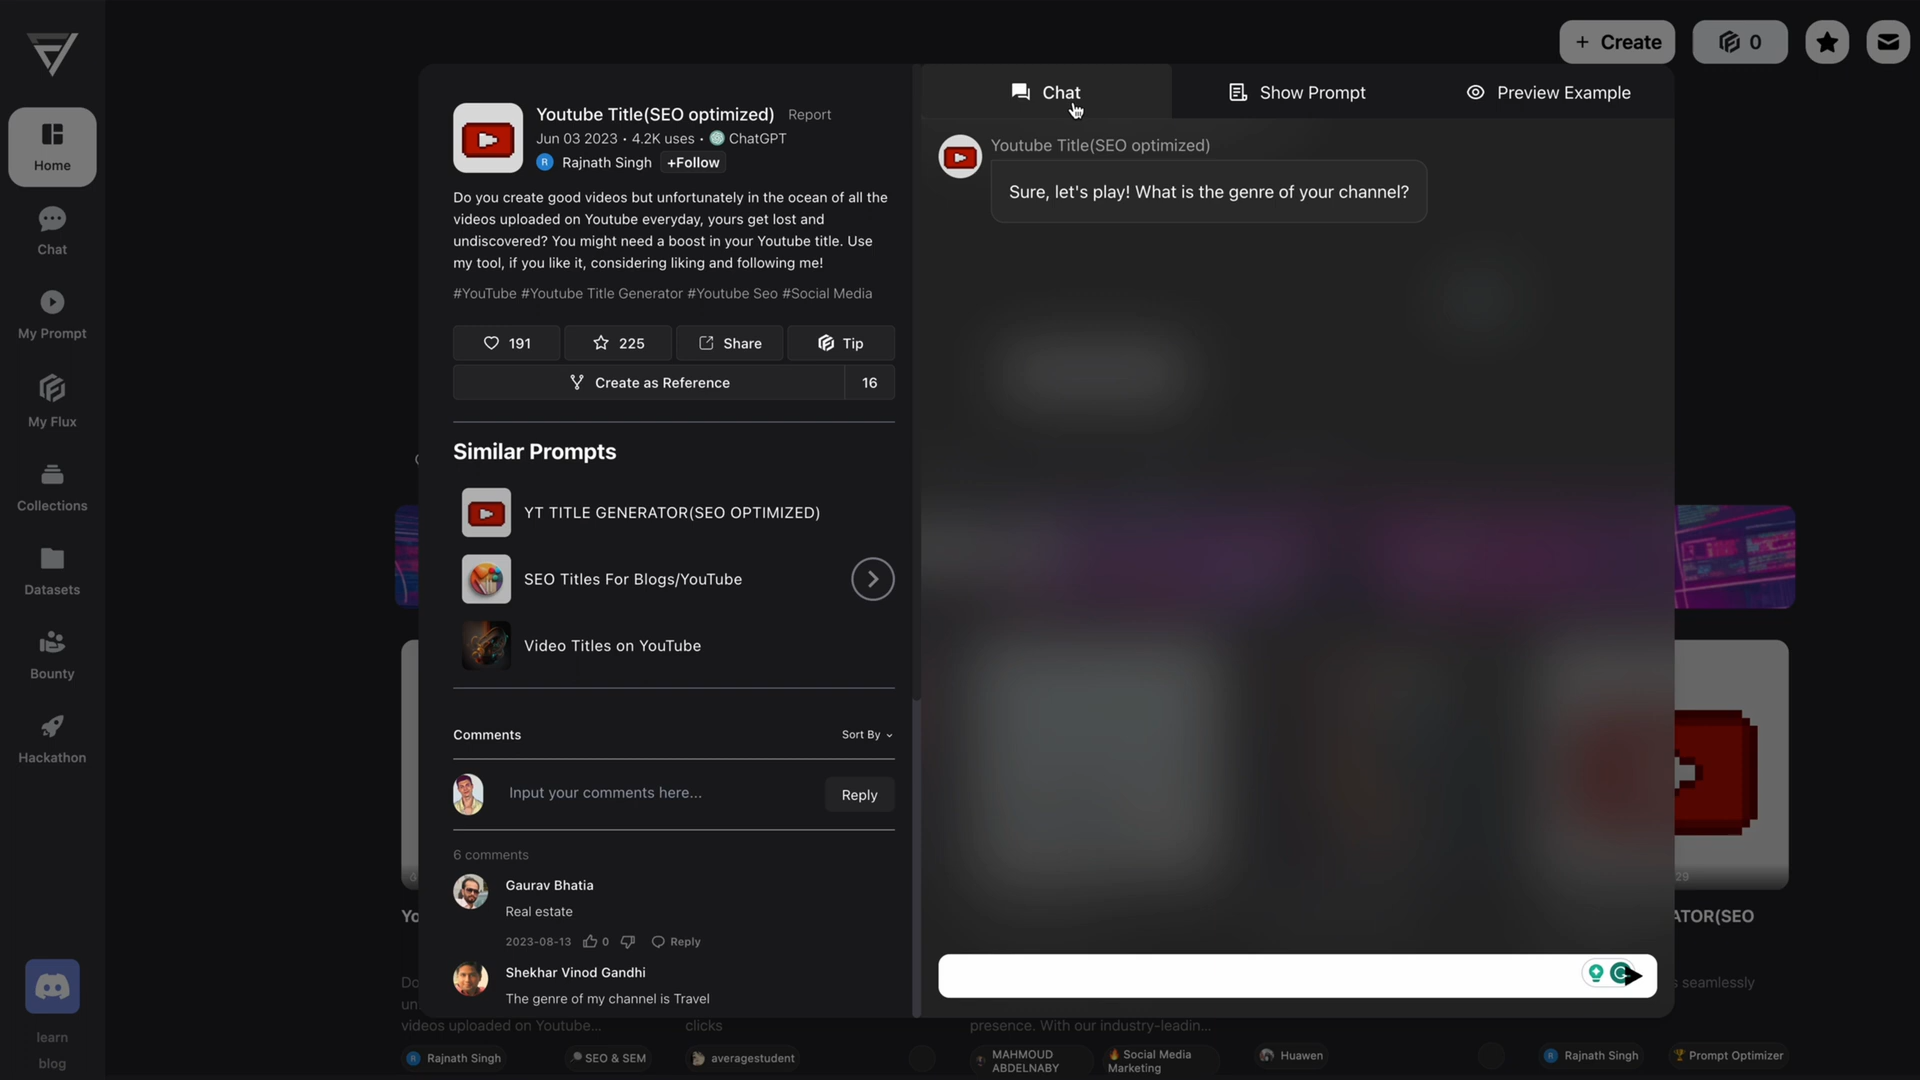 + Create
0
Home
Chat
My Prompt
My Flux
Collections
Datasets
Bounty
Hackathon
learn
blog
Youtube Title(SEO optimized) Report
Jun 03 2023 • 4.2K uses • ChatGPT
R Rajnath Singh +Follow
Do you create good videos but unfortunately in the ocean of all the
videos uploaded on Youtube everyday, yours get lost and
undiscovered? You might need a boost in your Youtube title. Use
my tool, if you like it, considering liking and following me!
#YouTube #Youtube Title Generator #Youtube Seo #Social Media
191 225 Share Tip
Create as Reference 16
Similar Prompts
YT TITLE GENERATOR(SEO OPTIMIZED)
SEO Titles For Blogs/YouTube
Video Titles on YouTube
Comments Sort By
Input your comments here... Reply
6 comments
Gaurav Bhatia
Real estate
2023-08-13 0 Reply
Shekhar Vinod Gandhi
The genre of my channel is Travel
Chat Show Prompt Preview Example
Youtube Title(SEO optimized)
Sure, let's play! What is the genre of your channel?
29
Yo
ATOR(SEO
Do
s seamlessly
un
videos uploaded on Youtube...
clicks
presence. With our industry-leadin...
R Rajnath Singh
SEO & SEM
averagestudent
MAHMOUD
ABDELNABY
Social Media
Marketing
Huawen
R Rajnath Singh
Prompt Optimizer